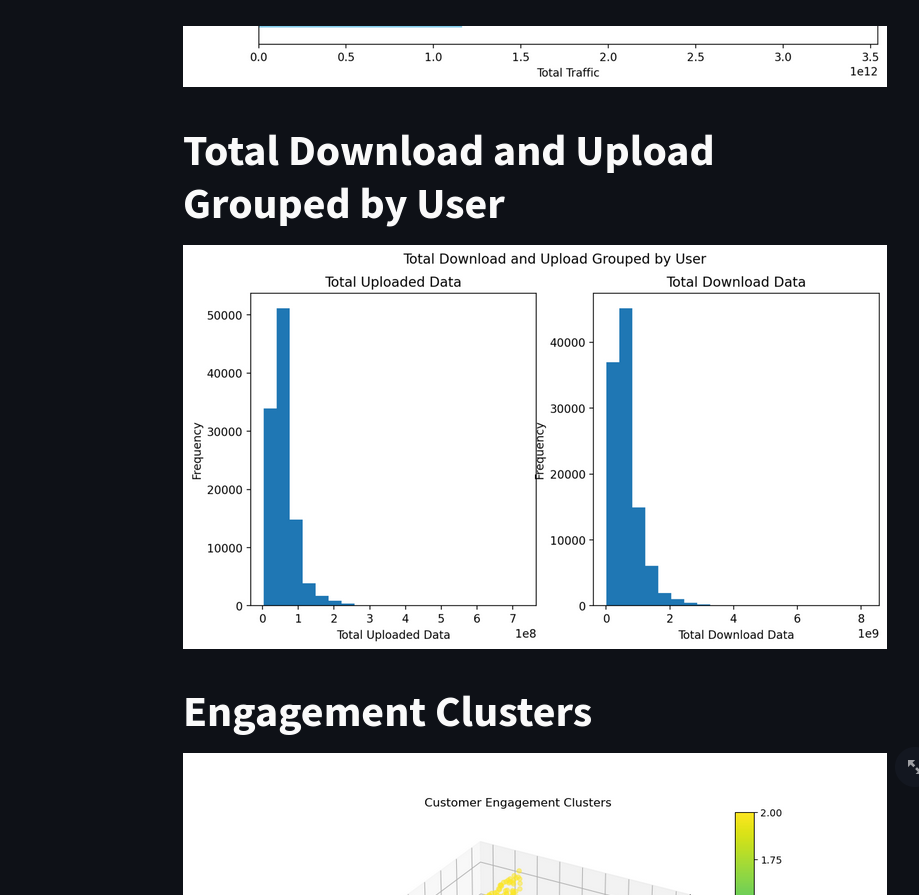 0.0 0.5 1.0 1.5 2.0 2.5 3.0 3.5
Total Traffic
1e12
Total Download and Upload
Grouped by User
Total Download and Upload Grouped by User
Total Uploaded Data
50000
40000
30000
20000
10000
0
Frequency
0 1 2 3 4 5 6 7
Total Uploaded Data
1e8
Total Download Data
40000
30000
20000
10000
0
Frequency
0 2 4 6 8
Total Download Data
1e9
Engagement Clusters
Customer Engagement Clusters
2.00
1.75